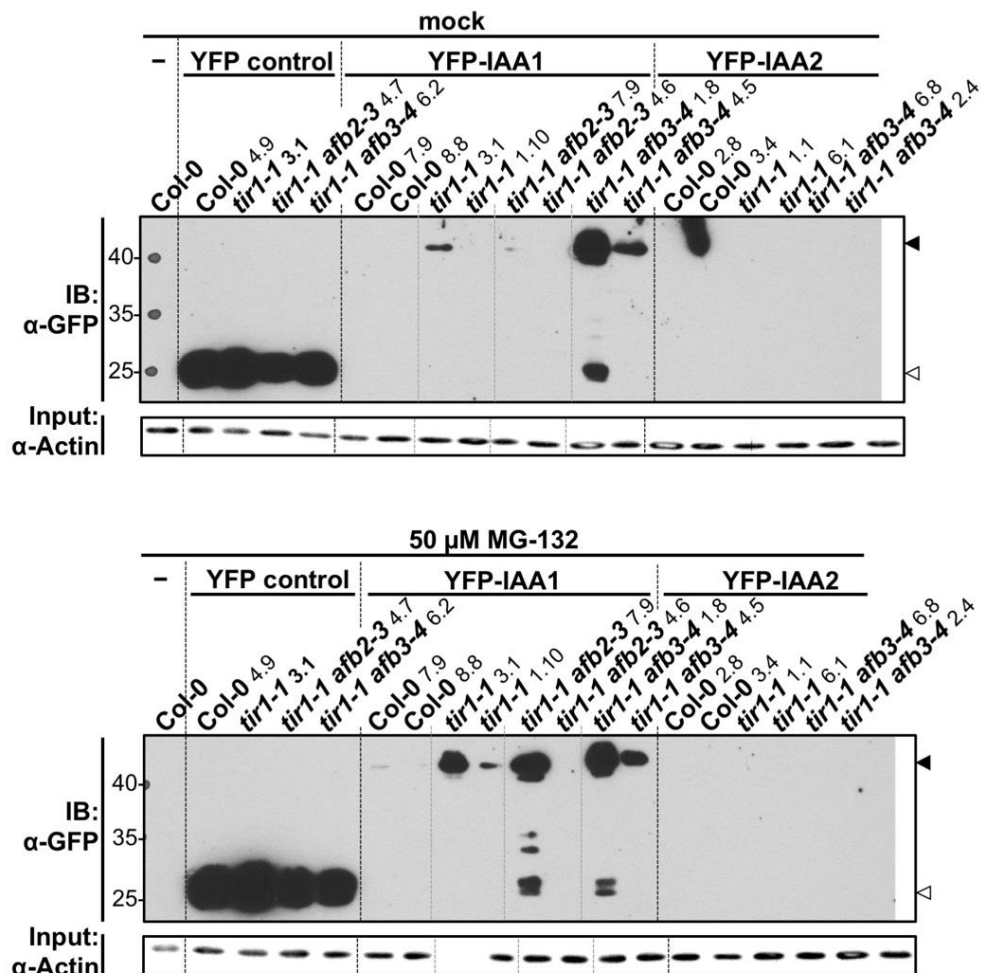 mock
– YFP control YFP-IAA1 YFP-IAA2
Col-0
Col-0 4.9
tir1-1 3.1
tir1-1 afb2-3 4.7
tir1-1 afb3-4 6.2
Col-0 7.9
Col-0 8.8
tir1-1 3.1
tir1-1 1.10
tir1-1 afb2-3 7.9
tir1-1 afb2-3 4.6
tir1-1 afb3-4 1.8
tir1-1 afb3-4 4.5
Col-0 2.8
Col-0 3.4
tir1-1 1.1
tir1-1 6.1
tir1-1 afb3-4 6.8
tir1-1 afb3-4 2.4
40-
IB:
α-GFP
35-
25-
Input:
α-Actin
50 µM MG-132
– YFP control YFP-IAA1 YFP-IAA2
Col-0
Col-0 4.9
tir1-1 3.1
tir1-1 afb2-3 4.7
tir1-1 afb3-4 6.2
Col-0 7.9
Col-0 8.8
tir1-1 3.1
tir1-1 1.10
tir1-1 afb2-3 7.9
tir1-1 afb2-3 4.6
tir1-1 afb3-4 1.8
tir1-1 afb3-4 4.5
Col-0 2.8
Col-0 3.4
tir1-1 1.1
tir1-1 6.1
tir1-1 afb3-4 6.8
tir1-1 afb3-4 2.4
40-
IB:
α-GFP
35-
25-
Input:
α-Actin